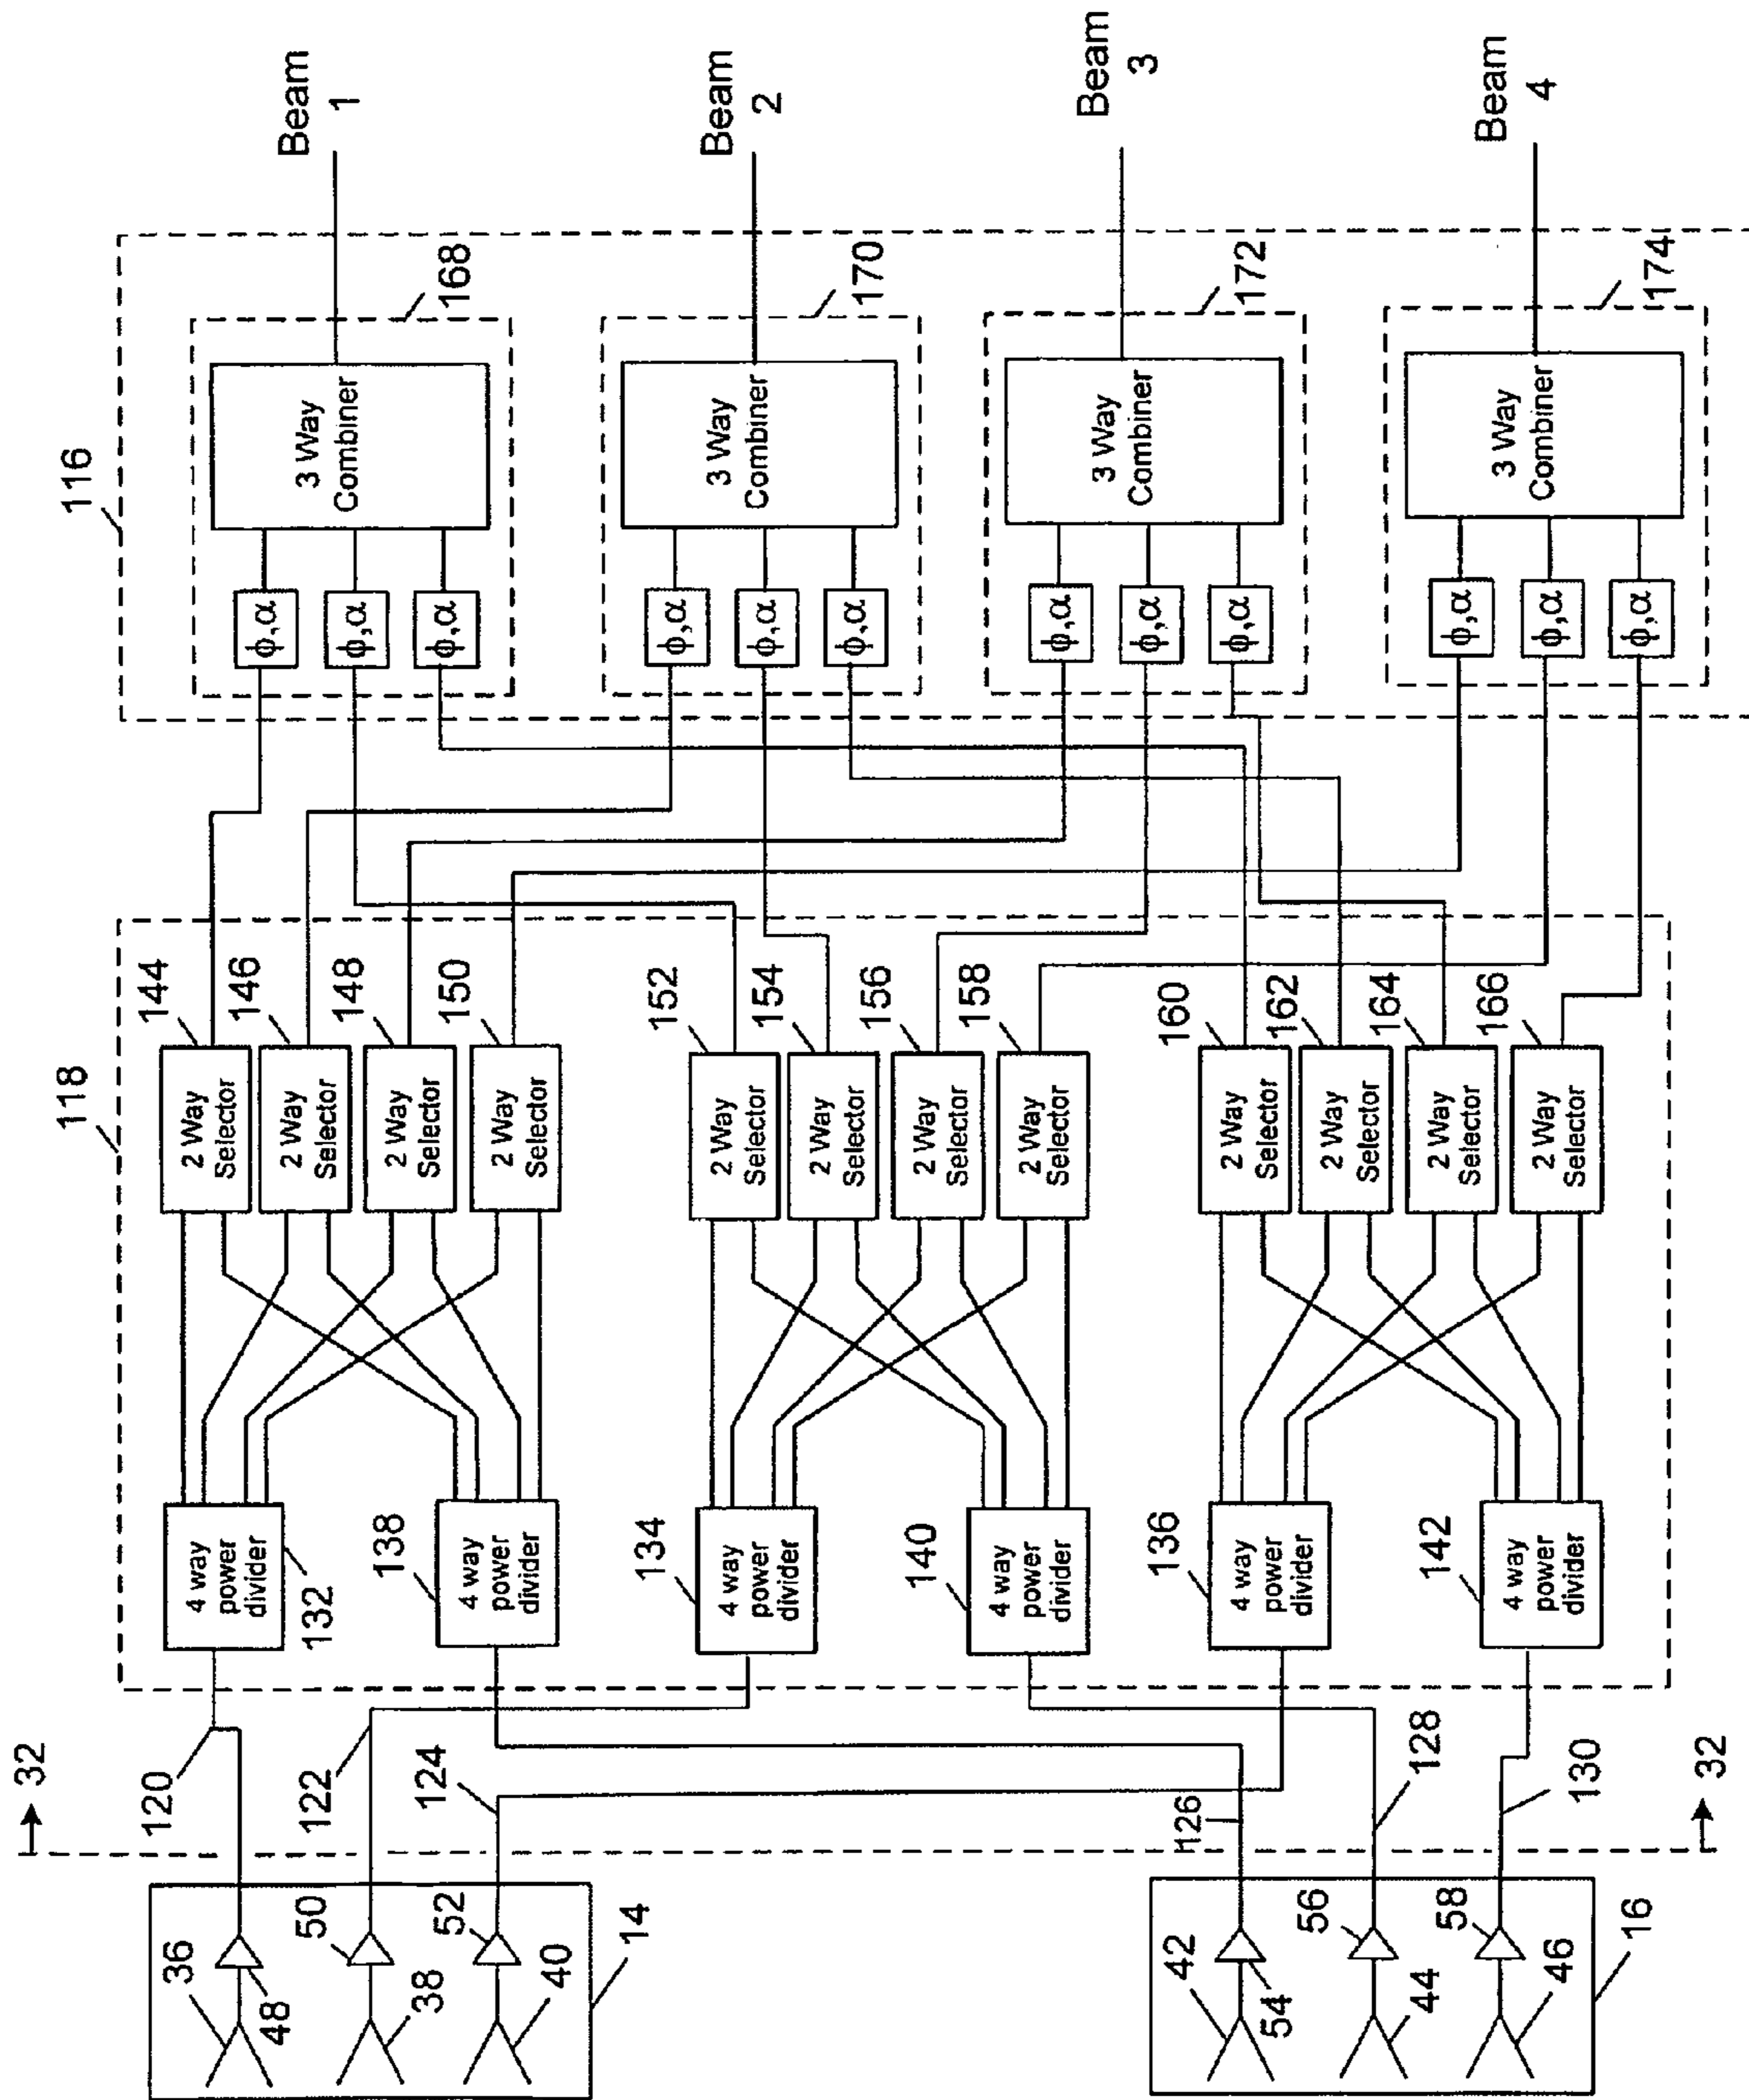 32
32
36
48
50
38
52
40
14
42
54
56
44
58
46
16
120
122
124
126
128
130
118
4 way
power
divider
132
4 way
power
divider
138
4 way
power
divider
134
4 way
power
divider
140
4 way
power
divider
136
4 way
power
divider
142
2 Way
Selector
144
2 Way
Selector
146
2 Way
Selector
148
2 Way
Selector
150
2 Way
Selector
152
2 Way
Selector
154
2 Way
Selector
156
2 Way
Selector
158
2 Way
Selector
160
2 Way
Selector
162
2 Way
Selector
164
2 Way
Selector
166
116
ϕ,α
ϕ,α
ϕ,α
3 Way
Combiner
168
Beam
1
ϕ,α
ϕ,α
ϕ,α
3 Way
Combiner
170
Beam
2
ϕ,α
ϕ,α
ϕ,α
3 Way
Combiner
172
Beam
3
ϕ,α
ϕ,α
ϕ,α
3 Way
Combiner
174
Beam
4